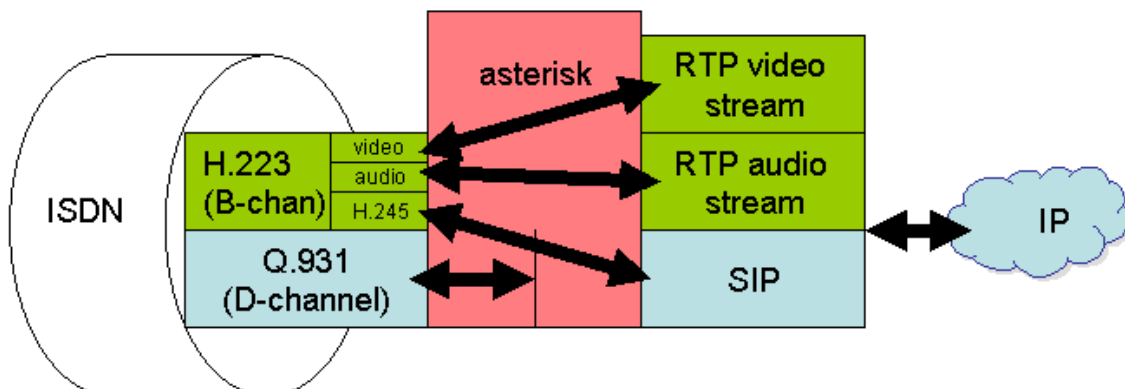 asterisk
RTP video
stream
video
H.223
(B-chan)
audio
H.245
RTP audio
stream
ISDN
IP
Q.931
(D-channel)
SIP